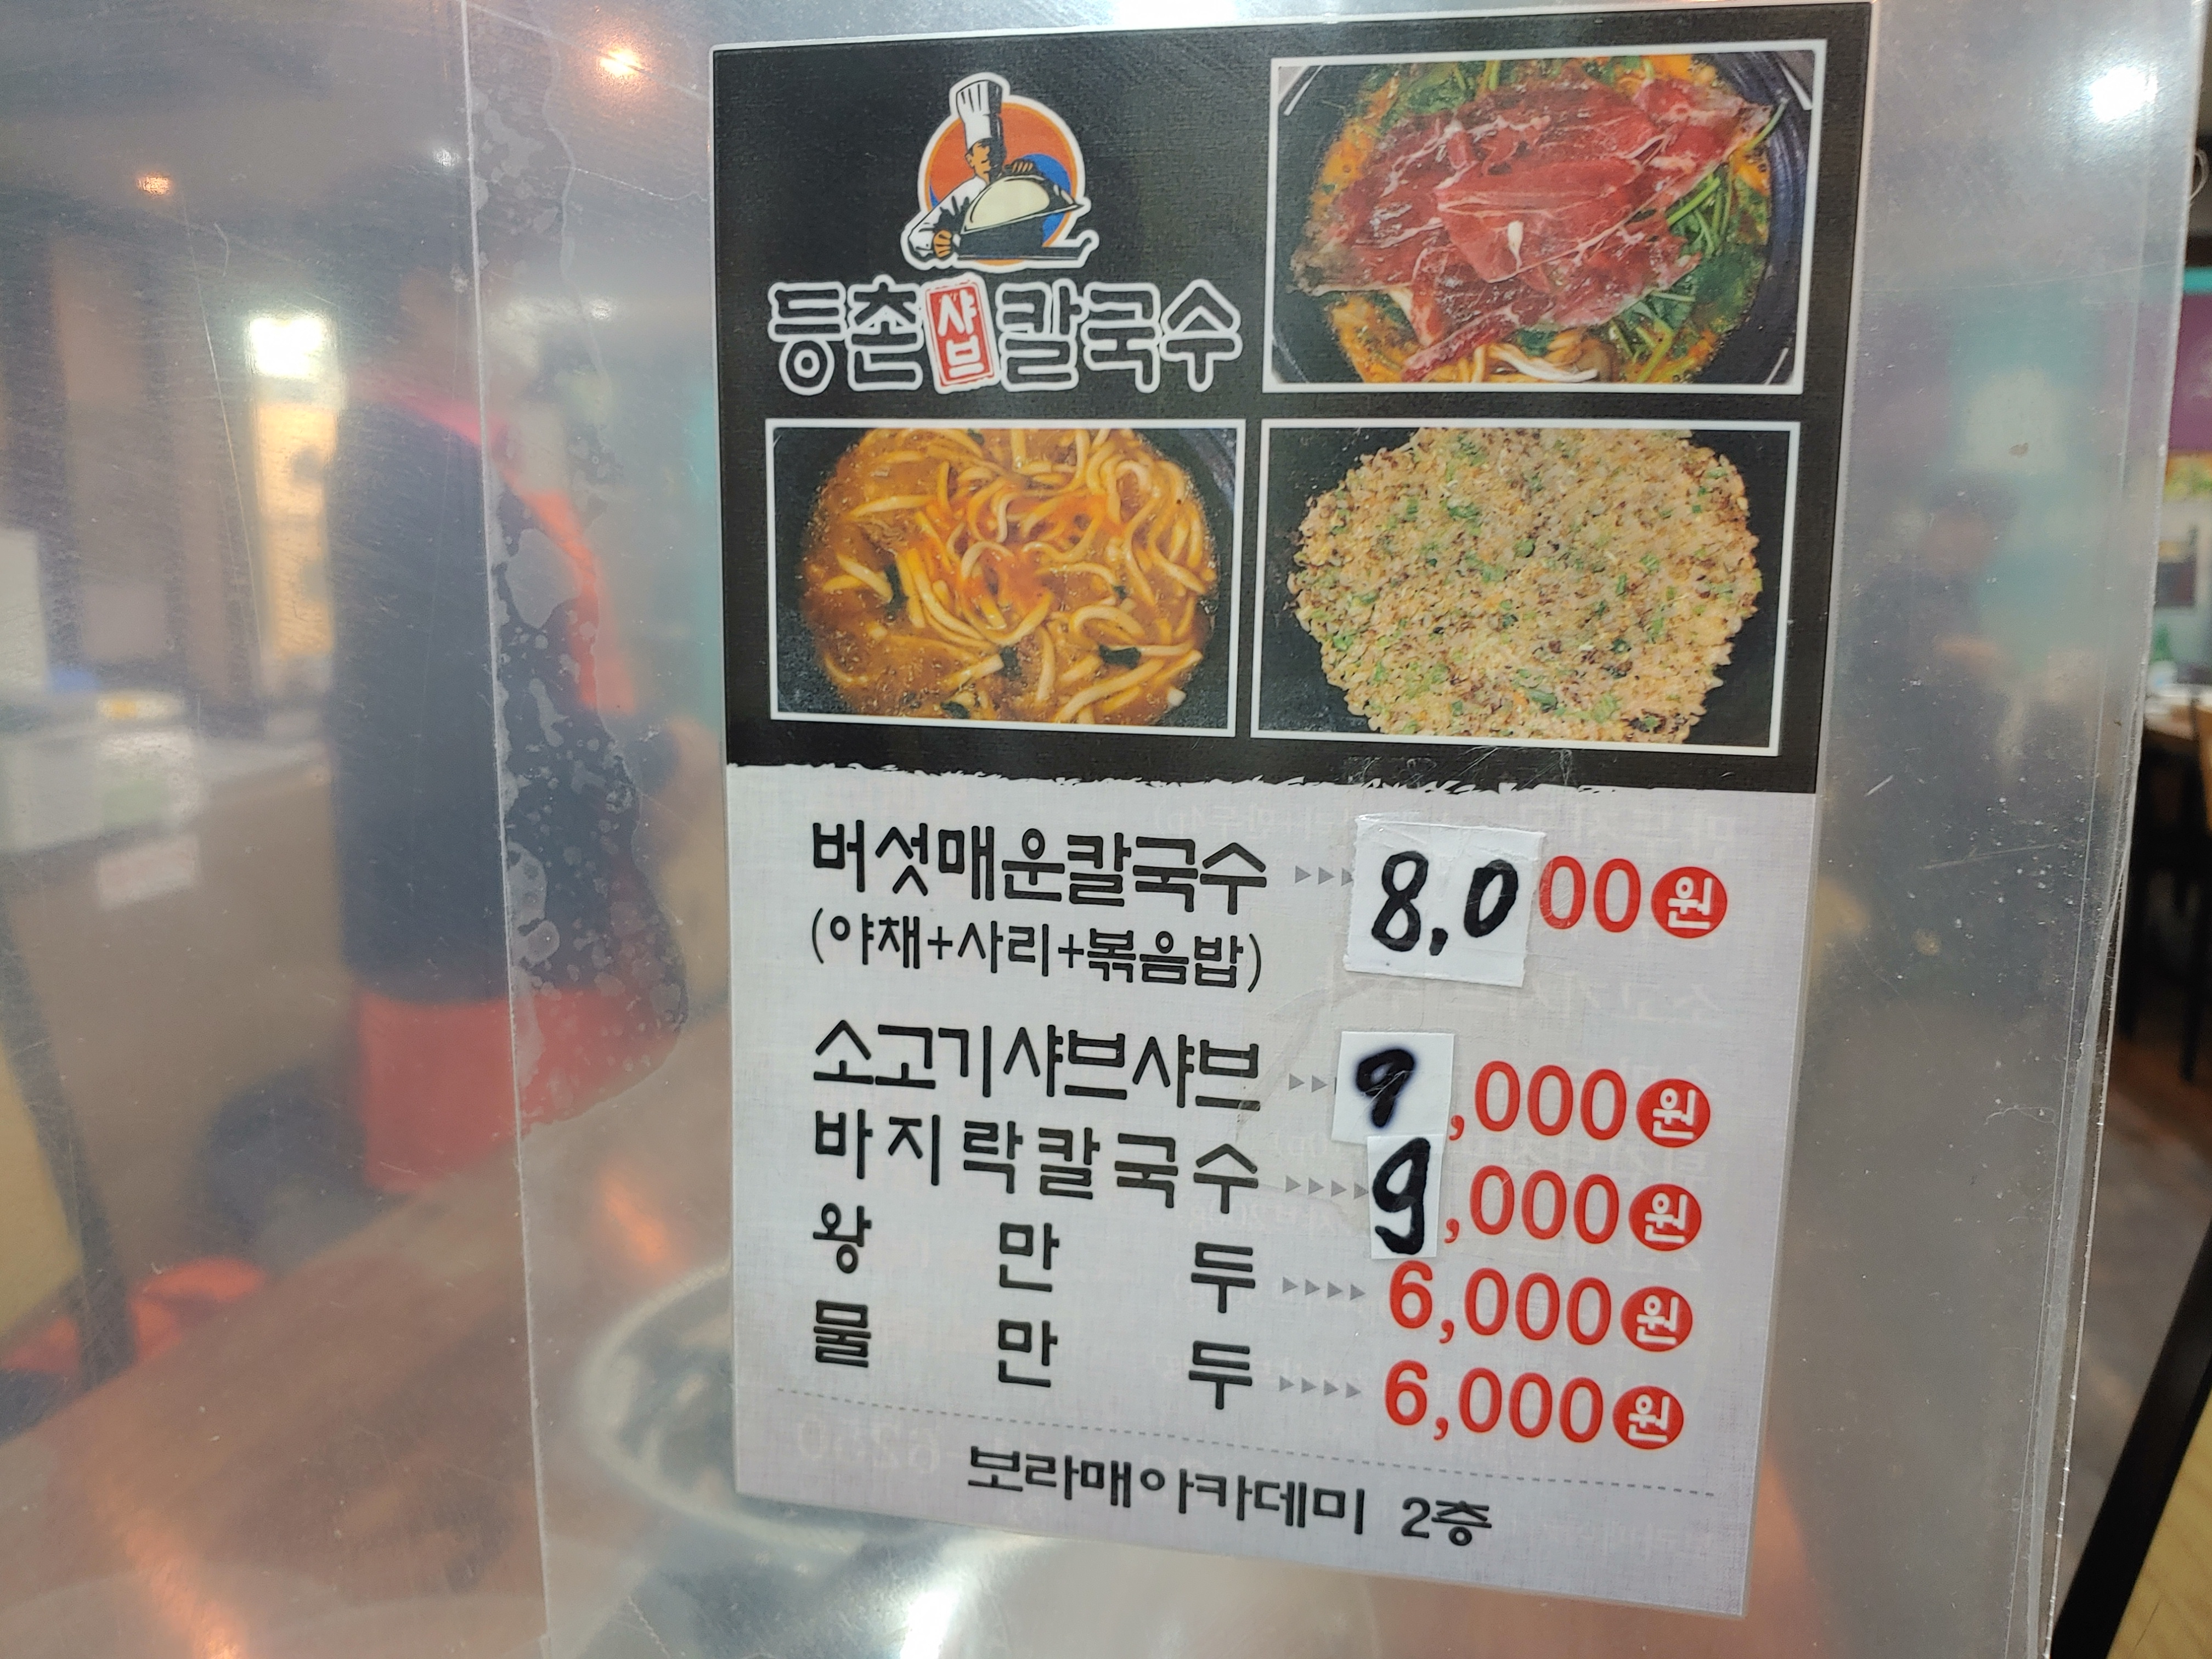 등촌샤브칼국수
버섯매운칼국수 8,000원
(야채+사리+볶음밥)
소고기샤브샤브 9,000원
바지락칼국수 9,000원
왕만두 6,000원
물만두 6,000원
보라매아카데미 2층